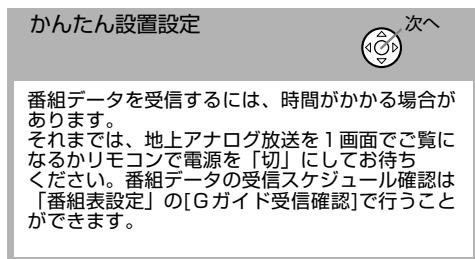 かんたん設置設定
次へ
番組データを受信するには、時間がかかる場合が
あります。
それまでは、地上アナログ放送を１画面でご覧に
なるかリモコンで電源を「切」にしてお待ち
ください。番組データの受信スケジュール確認は
「番組表設定」の[Ｇガイド受信確認]で行うこと
ができます。